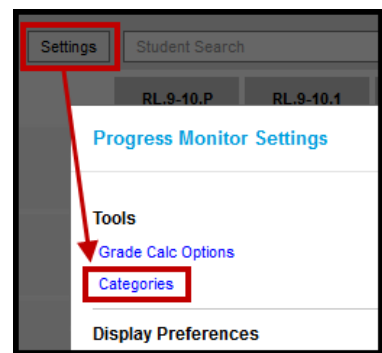 Settings Student Search
RL.9-10.P RL.9-10.1
Progress Monitor Settings
Tools
Grade Calc Options
Categories
Display Preferences